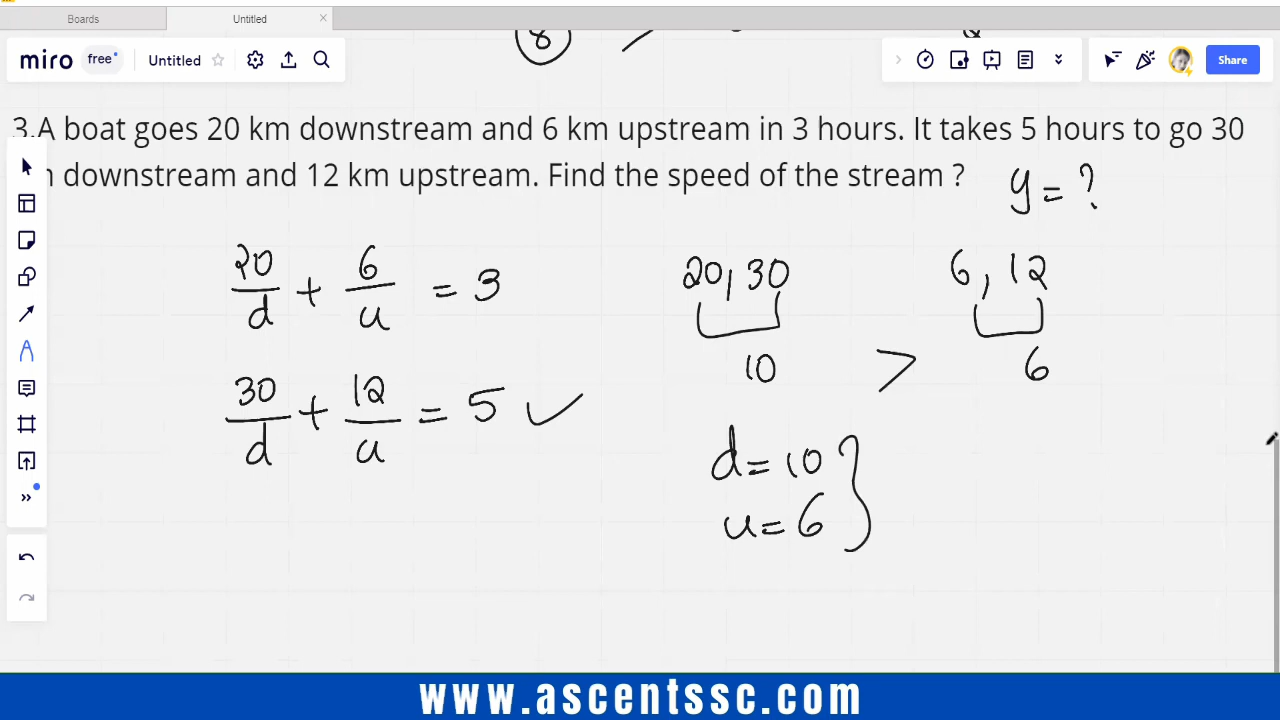 Boards
Untitled
8
miro free Untitled
Share
3.A boat goes 20 km downstream and 6 km upstream in 3 hours. It takes 5 hours to go 30
downstream and 12 km upstream. Find the speed of the stream ?
y = ?
20/d + 6/u = 3
20, 30
6, 12
10 > 6
30/d + 12/u = 5 ✓
d = 10
u = 6 }
www.ascentssc.com